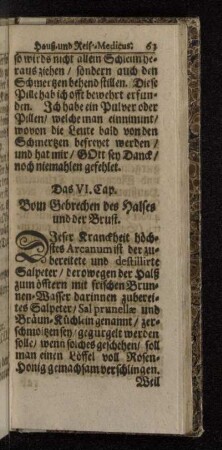 Hauß- und Reiß-Medicus. 63
so wirds nicht allein Schleim he-
raus ziehen / sondern auch den
Schmertzen behend stillen. Diese
Pille hab ich offt bewehrt erfun-
den. Ich habe ein Pulver oder
Pillen / welche man einnimmt /
wovon die Leute bald von den
Schmertzen befreyet werden /
und hat mir / GOtt sey Danck /
noch niemahlen gefehlet.
Das VI. Cap.
Vom Gebrechen des Halses
und der Brust.
DIeser Kranckheit höch-
stes Arcanum ist der zu-
bereitete und destillirte
Salpeter / derowegen der Halß
zum öfftern mit frischen Brun-
nen-Wasser darinnen zuberei-
tes Salpeter / Sal prunellæ und
Bräun-Küchlein genannt / zer-
schmoltzen sey / gegurgelt werden
solle / wenn solches geschehen / soll
man einen Löffel voll Rosen-
Honig gemachsam verschlingen.
Weil